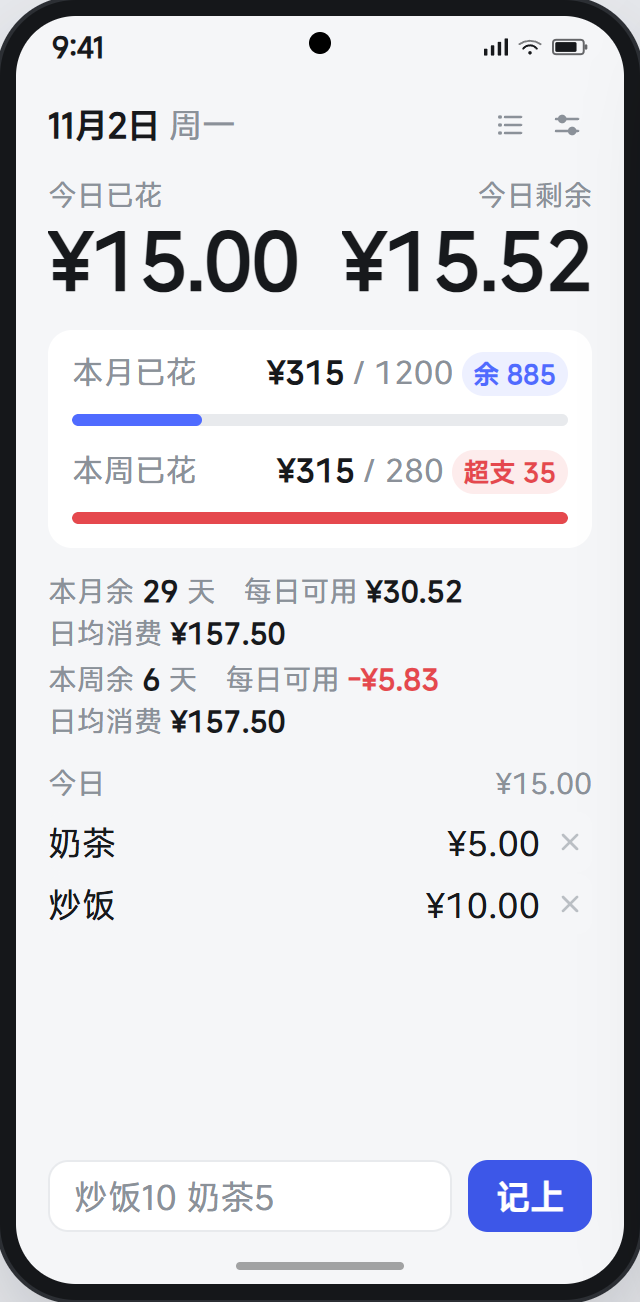 9:41
11月2日 周一
今日已花 今日剩余
¥15.00 ¥15.52
本月已花 ¥315 / 1200 余 885
本周已花 ¥315 / 280 超支 35
本月余 29 天 每日可用 ¥30.52
日均消费 ¥157.50
本周余 6 天 每日可用 -¥5.83
日均消费 ¥157.50
今日 ¥15.00
奶茶 ¥5.00 ×
炒饭 ¥10.00 ×
炒饭10 奶茶5 记上